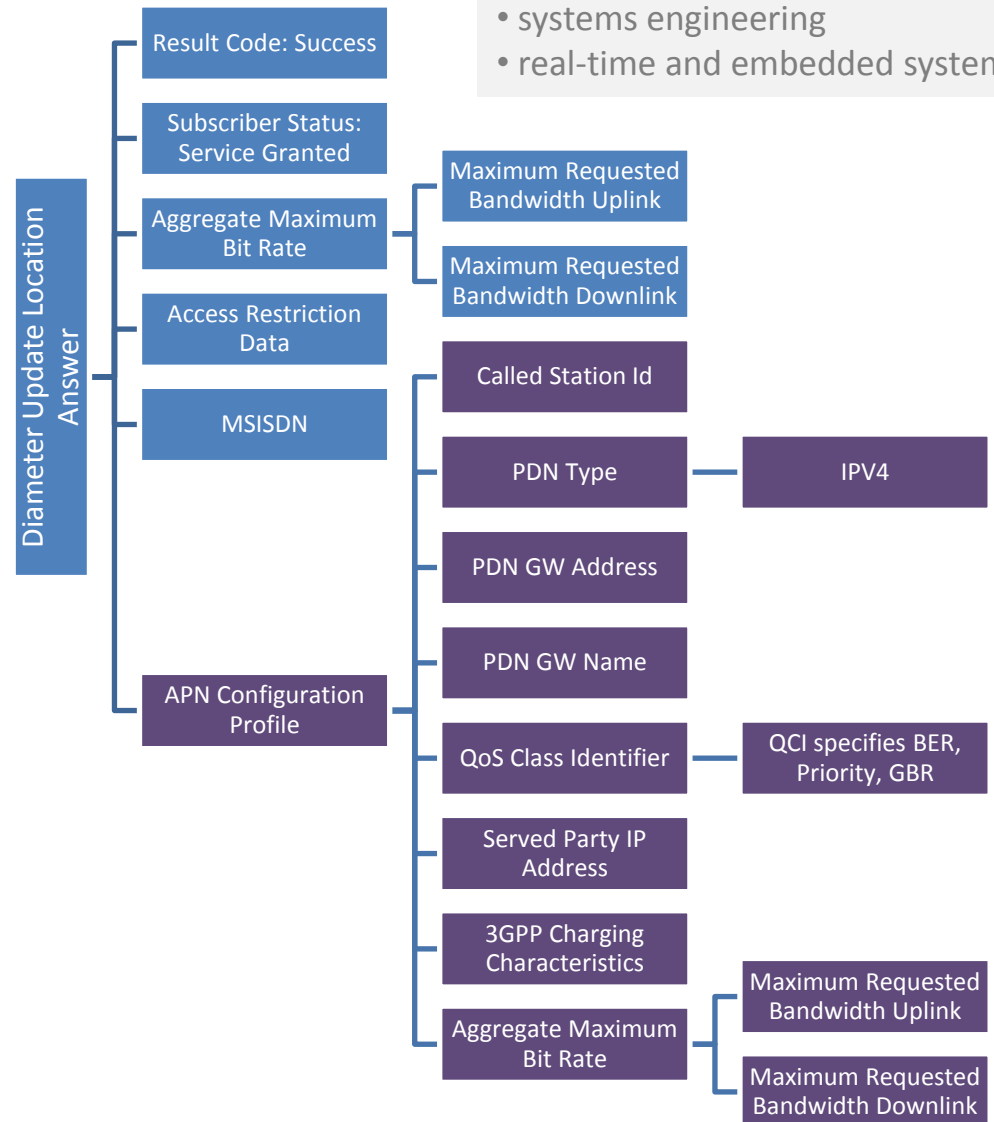 • systems engineering
• real-time and embedded system
Diameter Update Location
Answer
Result Code: Success
Subscriber Status:
Service Granted
Aggregate Maximum
Bit Rate
Maximum Requested
Bandwidth Uplink
Maximum Requested
Bandwidth Downlink
Access Restriction
Data
MSISDN
APN Configuration
Profile
Called Station Id
PDN Type
IPV4
PDN GW Address
PDN GW Name
QoS Class Identifier
QCI specifies BER,
Priority, GBR
Served Party IP
Address
3GPP Charging
Characteristics
Aggregate Maximum
Bit Rate
Maximum Requested
Bandwidth Uplink
Maximum Requested
Bandwidth Downlink